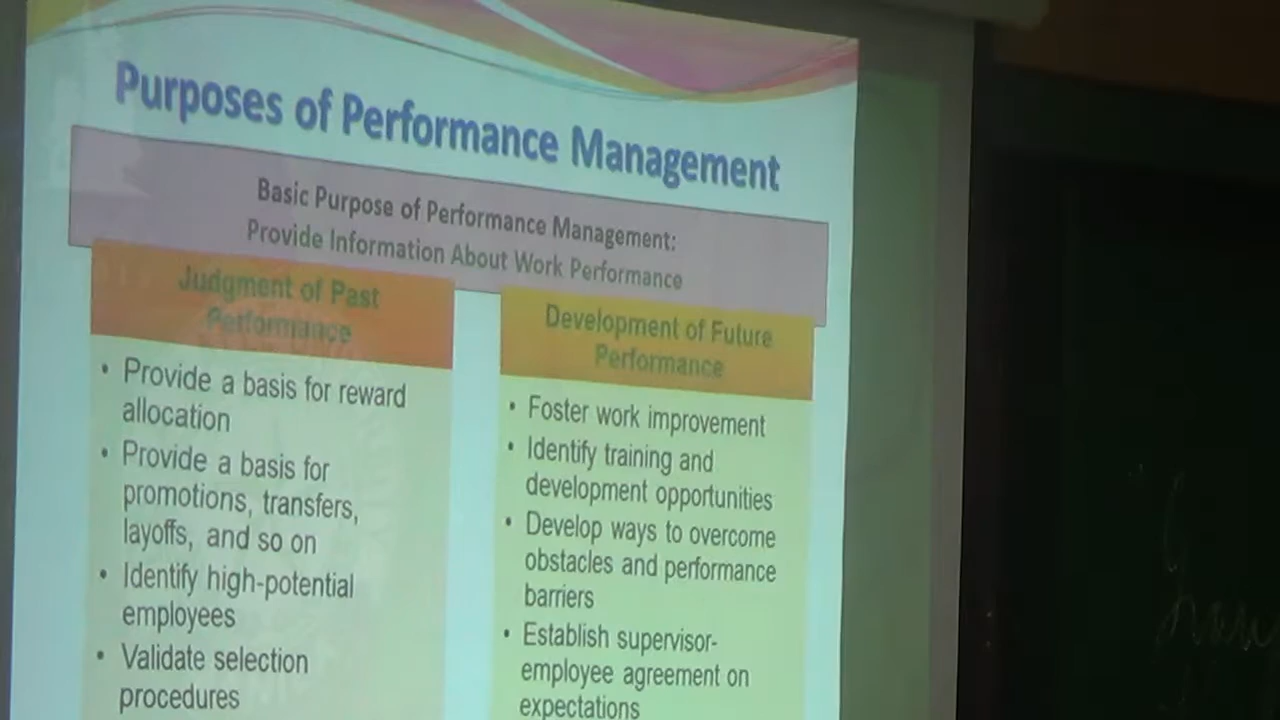 Purposes of Performance Management
Basic Purpose of Performance Management:
Provide Information About Work Performance
Judgment of Past
Performance
• Provide a basis for reward
allocation
• Provide a basis for
promotions, transfers,
layoffs, and so on
• Identify high-potential
employees
• Validate selection
procedures
Development of Future
Performance
• Foster work improvement
• Identify training and
development opportunities
• Develop ways to overcome
obstacles and performance
barriers
• Establish supervisor-
employee agreement on
expectations